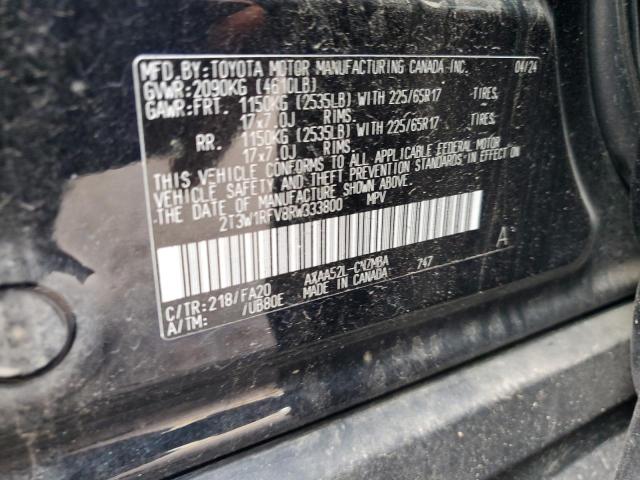 MFD.BY:TOYOTA MOTOR MANUFACTURING CANADA INC. 04/24
GVWR:2090KG (4610LB)
GAWR:FRT. 1150KG (2535LB) WITH 225/65R17 TIRES,
17x7.0J RIMS.
RR. 1150KG (2535LB) WITH 225/65R17 TIRES,
17x7.0J RIMS.
THIS VEHICLE CONFORMS TO ALL APPLICABLE FEDERAL MOTOR
VEHICLE SAFETY AND THEFT PREVENTION STANDARDS IN EFFECT ON
THE DATE OF MANUFACTURE SHOWN ABOVE.
2T3W1RFV8RW333800 MPV
A
C/TR:218/FA20 AXAA52L-CNZMBA 747
A/TM: /UB80E MADE IN CANADA